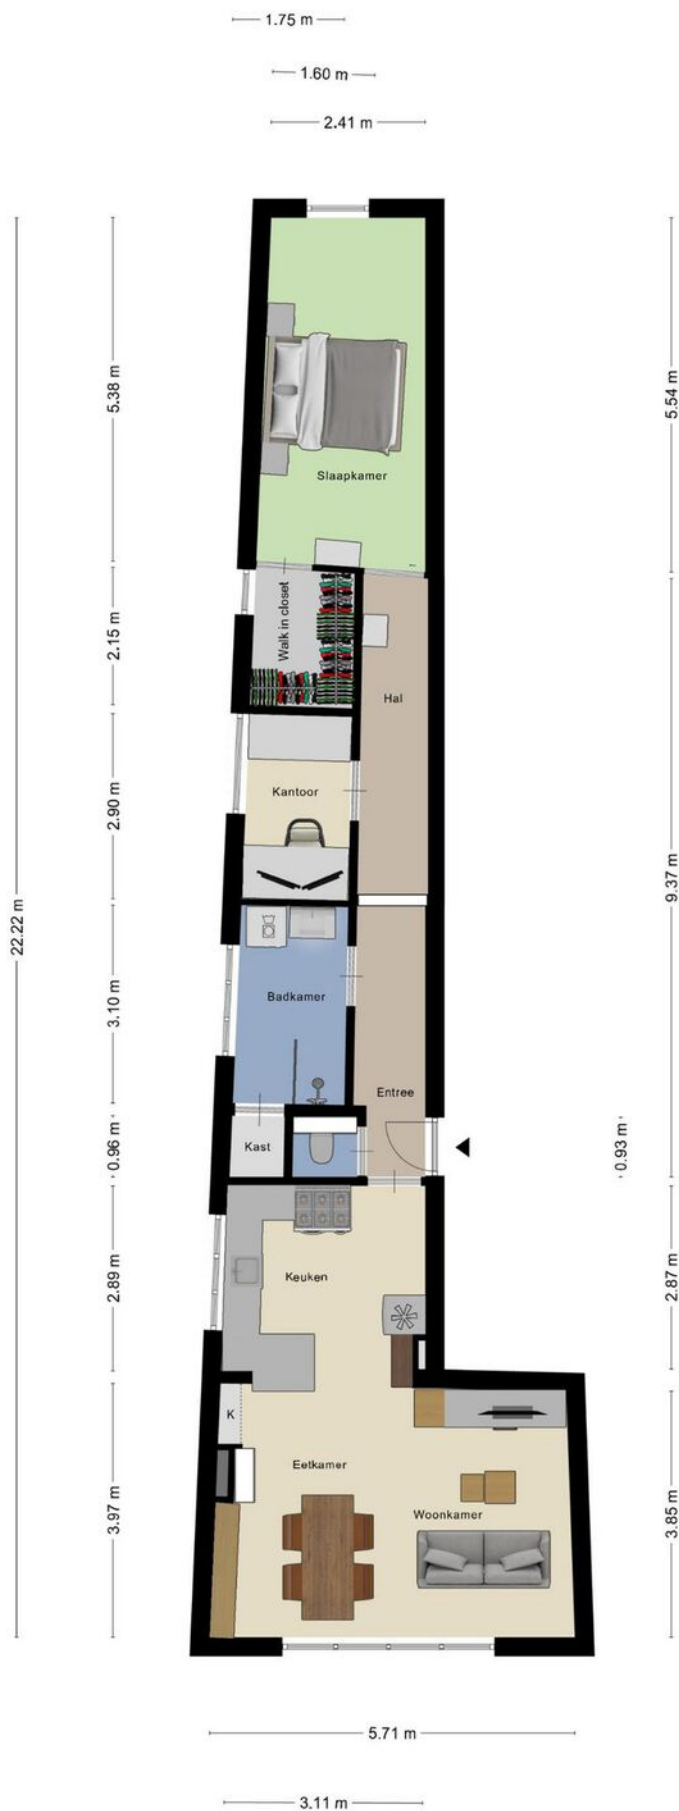 1.75 m
1.60 m
2.41 m
5.38 m
5.54 m
Slaapkamer
Walk in closet
2.15 m
Hal
Kantoor
2.90 m
9.37 m
22.22 m
Badkamer
3.10 m
Entree
Kast
0.96 m
0.93 m
Keuken
2.89 m
2.87 m
K
Eetkamer
Woonkamer
3.97 m
3.85 m
5.71 m
3.11 m